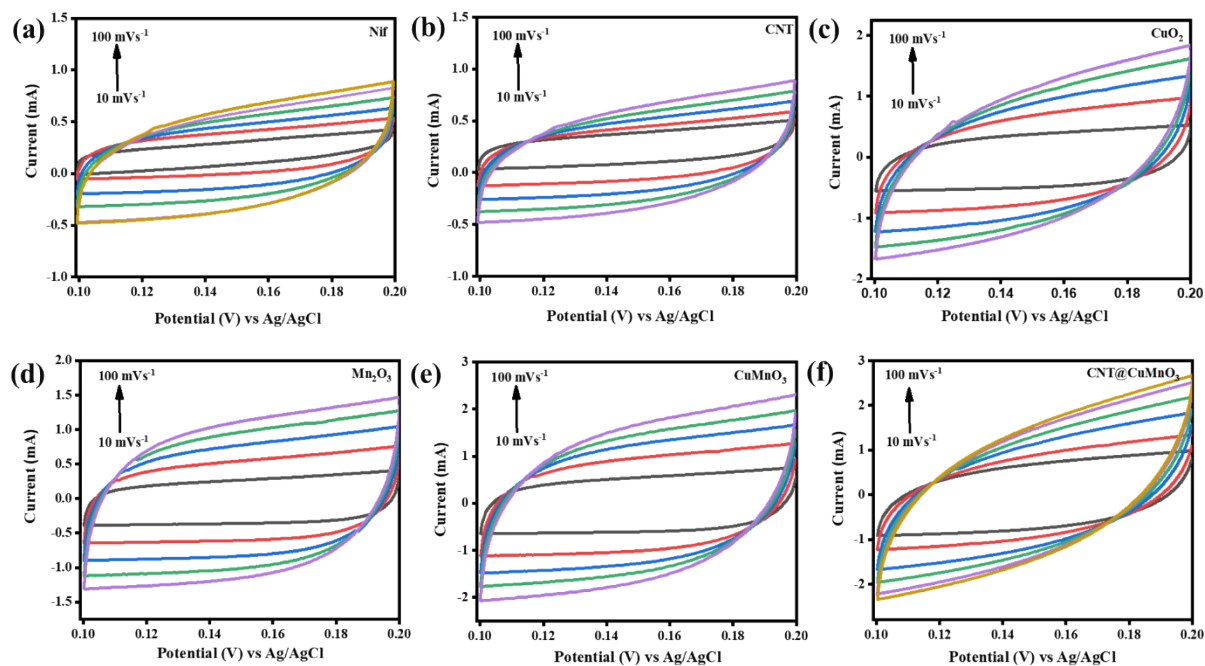 (a)
Nif
100 mVs⁻¹
10 mVs⁻¹
1.5
1.0
0.5
0.0
-0.5
-1.0
Current (mA)
0.10 0.12 0.14 0.16 0.18 0.20
Potential (V) vs Ag/AgCl
(b)
CNT
100 mVs⁻¹
10 mVs⁻¹
1.5
1.0
0.5
0.0
-0.5
-1.0
Current (mA)
0.10 0.12 0.14 0.16 0.18 0.20
Potential (V) vs Ag/AgCl
(c)
CuO₂
100 mVs⁻¹
10 mVs⁻¹
2
1
0
-1
-2
Current (mA)
0.10 0.12 0.14 0.16 0.18 0.20
Potential (V) vs Ag/AgCl
(d)
Mn₂O₃
100 mVs⁻¹
10 mVs⁻¹
2.0
1.5
1.0
0.5
0.0
-0.5
-1.0
-1.5
Current (mA)
0.10 0.12 0.14 0.16 0.18 0.20
Potential (V) vs Ag/AgCl
(e)
CuMnO₃
100 mVs⁻¹
10 mVs⁻¹
3
2
1
0
-1
-2
Current (mA)
0.10 0.12 0.14 0.16 0.18 0.20
Potential (V) vs Ag/AgCl
(f)
CNT@CuMnO₃
100 mVs⁻¹
10 mVs⁻¹
3
2
1
0
-1
-2
-3
Current (mA)
0.10 0.12 0.14 0.16 0.18 0.20
Potential (V) vs Ag/AgCl